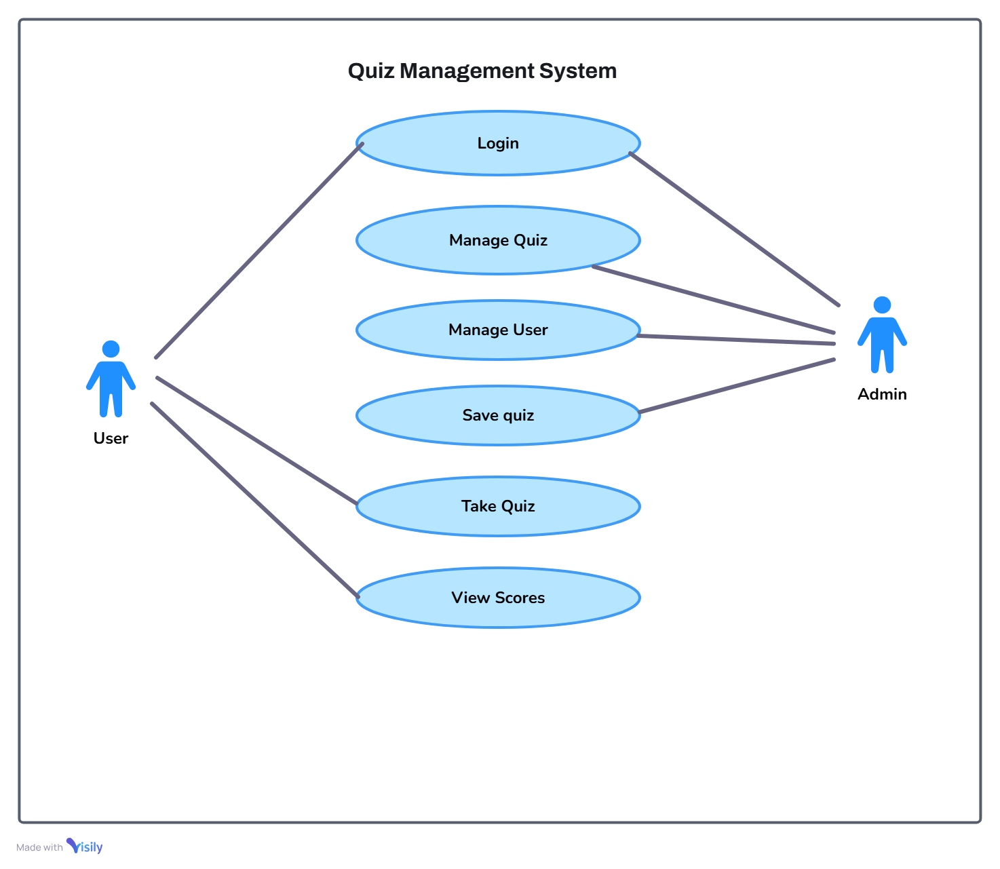 Quiz Management System
Login
Manage Quiz
Manage User
Save quiz
Take Quiz
View Scores
User
Admin
Made with Visily